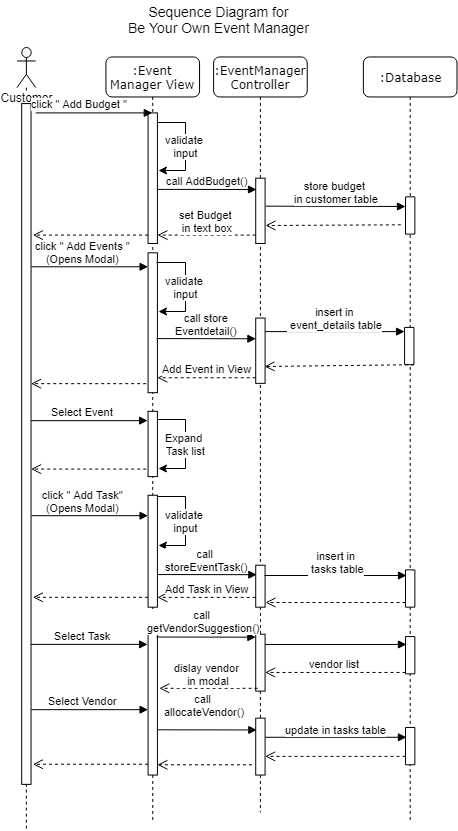 Sequence Diagram for
Be Your Own Event Manager
:Event
Manager View
:EventManager
Controller
:Database
Customer
click " Add Budget "
validate
input
call AddBudget()
store budget
in customer table
set Budget
in text box
click " Add Events "
(Opens Modal)
validate
input
call store
Eventdetail()
insert in
event_details table
Add Event in View
Select Event
Expand
Task list
click " Add Task"
(Opens Modal)
validate
input
call
storeEventTask()
insert in
tasks table
Add Task in View
call
getVendorSuggestion()
Select Task
vendor list
dislay vendor
in modal
Select Vendor
call
allocateVendor()
update in tasks table